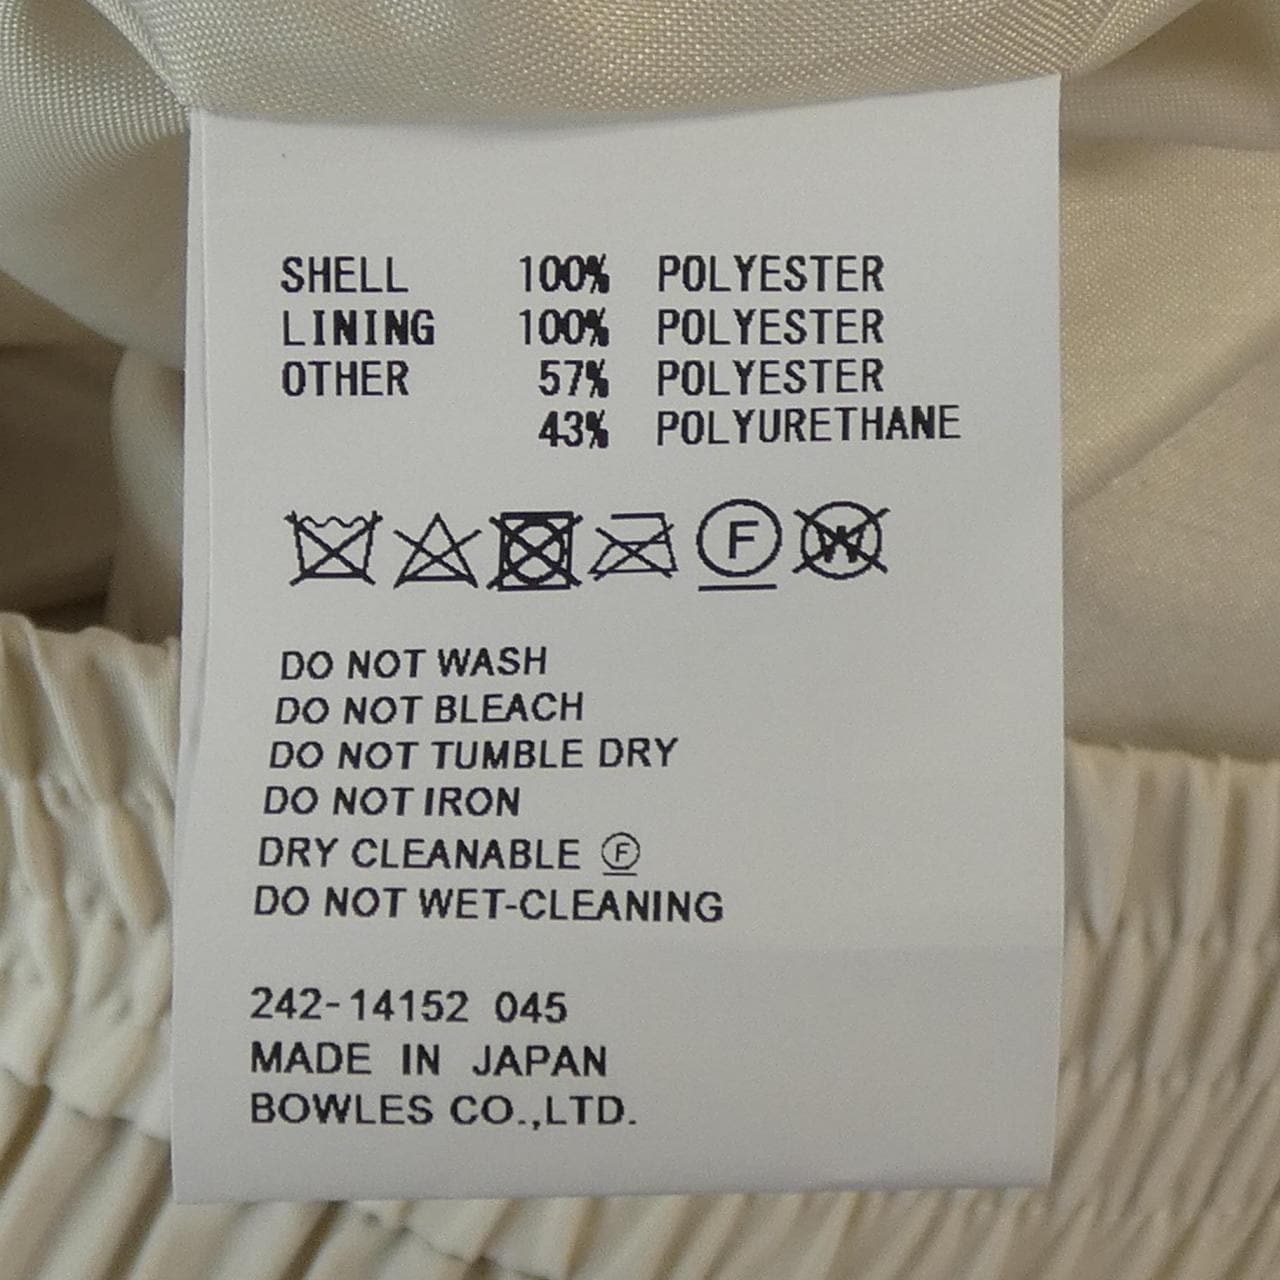 SHELL 100% POLYESTER
LINING 100% POLYESTER
OTHER 57% POLYESTER
43% POLYURETHANE
F W
DO NOT WASH
DO NOT BLEACH
DO NOT TUMBLE DRY
DO NOT IRON
DRY CLEANABLE F
DO NOT WET-CLEANING
242-14152 045
MADE IN JAPAN
BOWLES CO.,LTD.